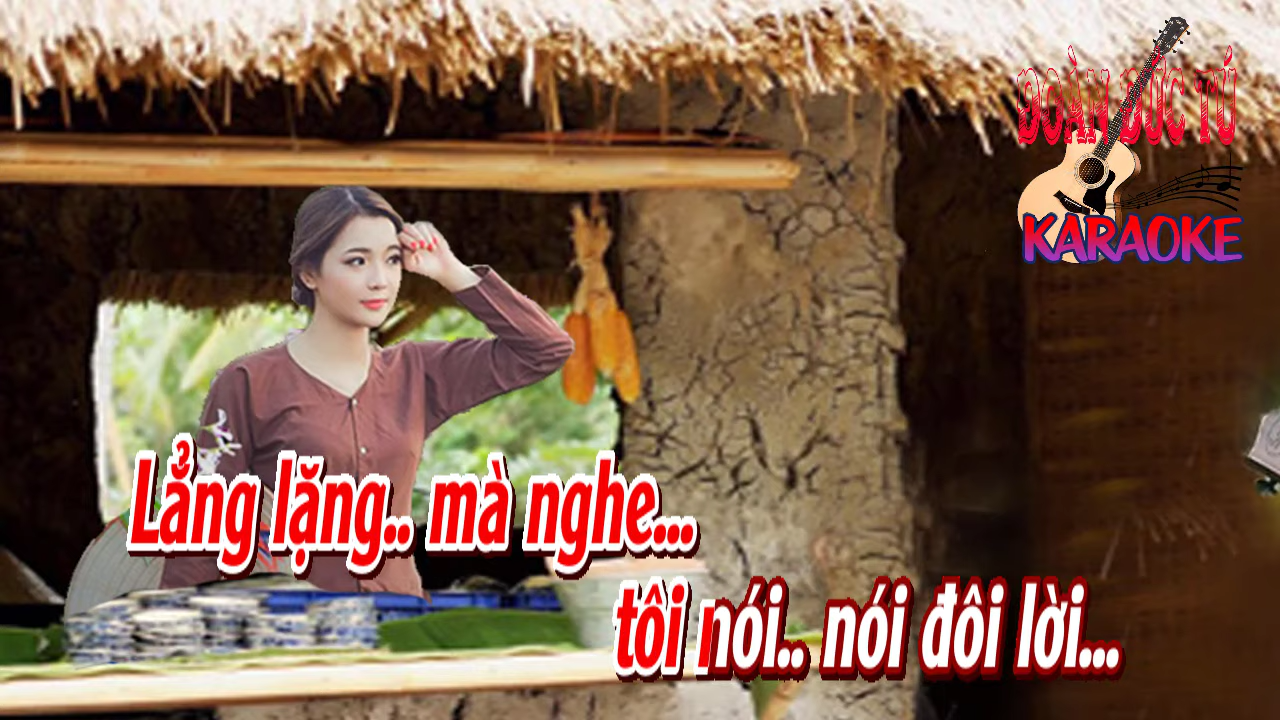 ĐOÀN ĐỨC TÚ
KARAOKE
Lẳng lặng.. mà nghe...
tôi nói.. nói đôi lời...